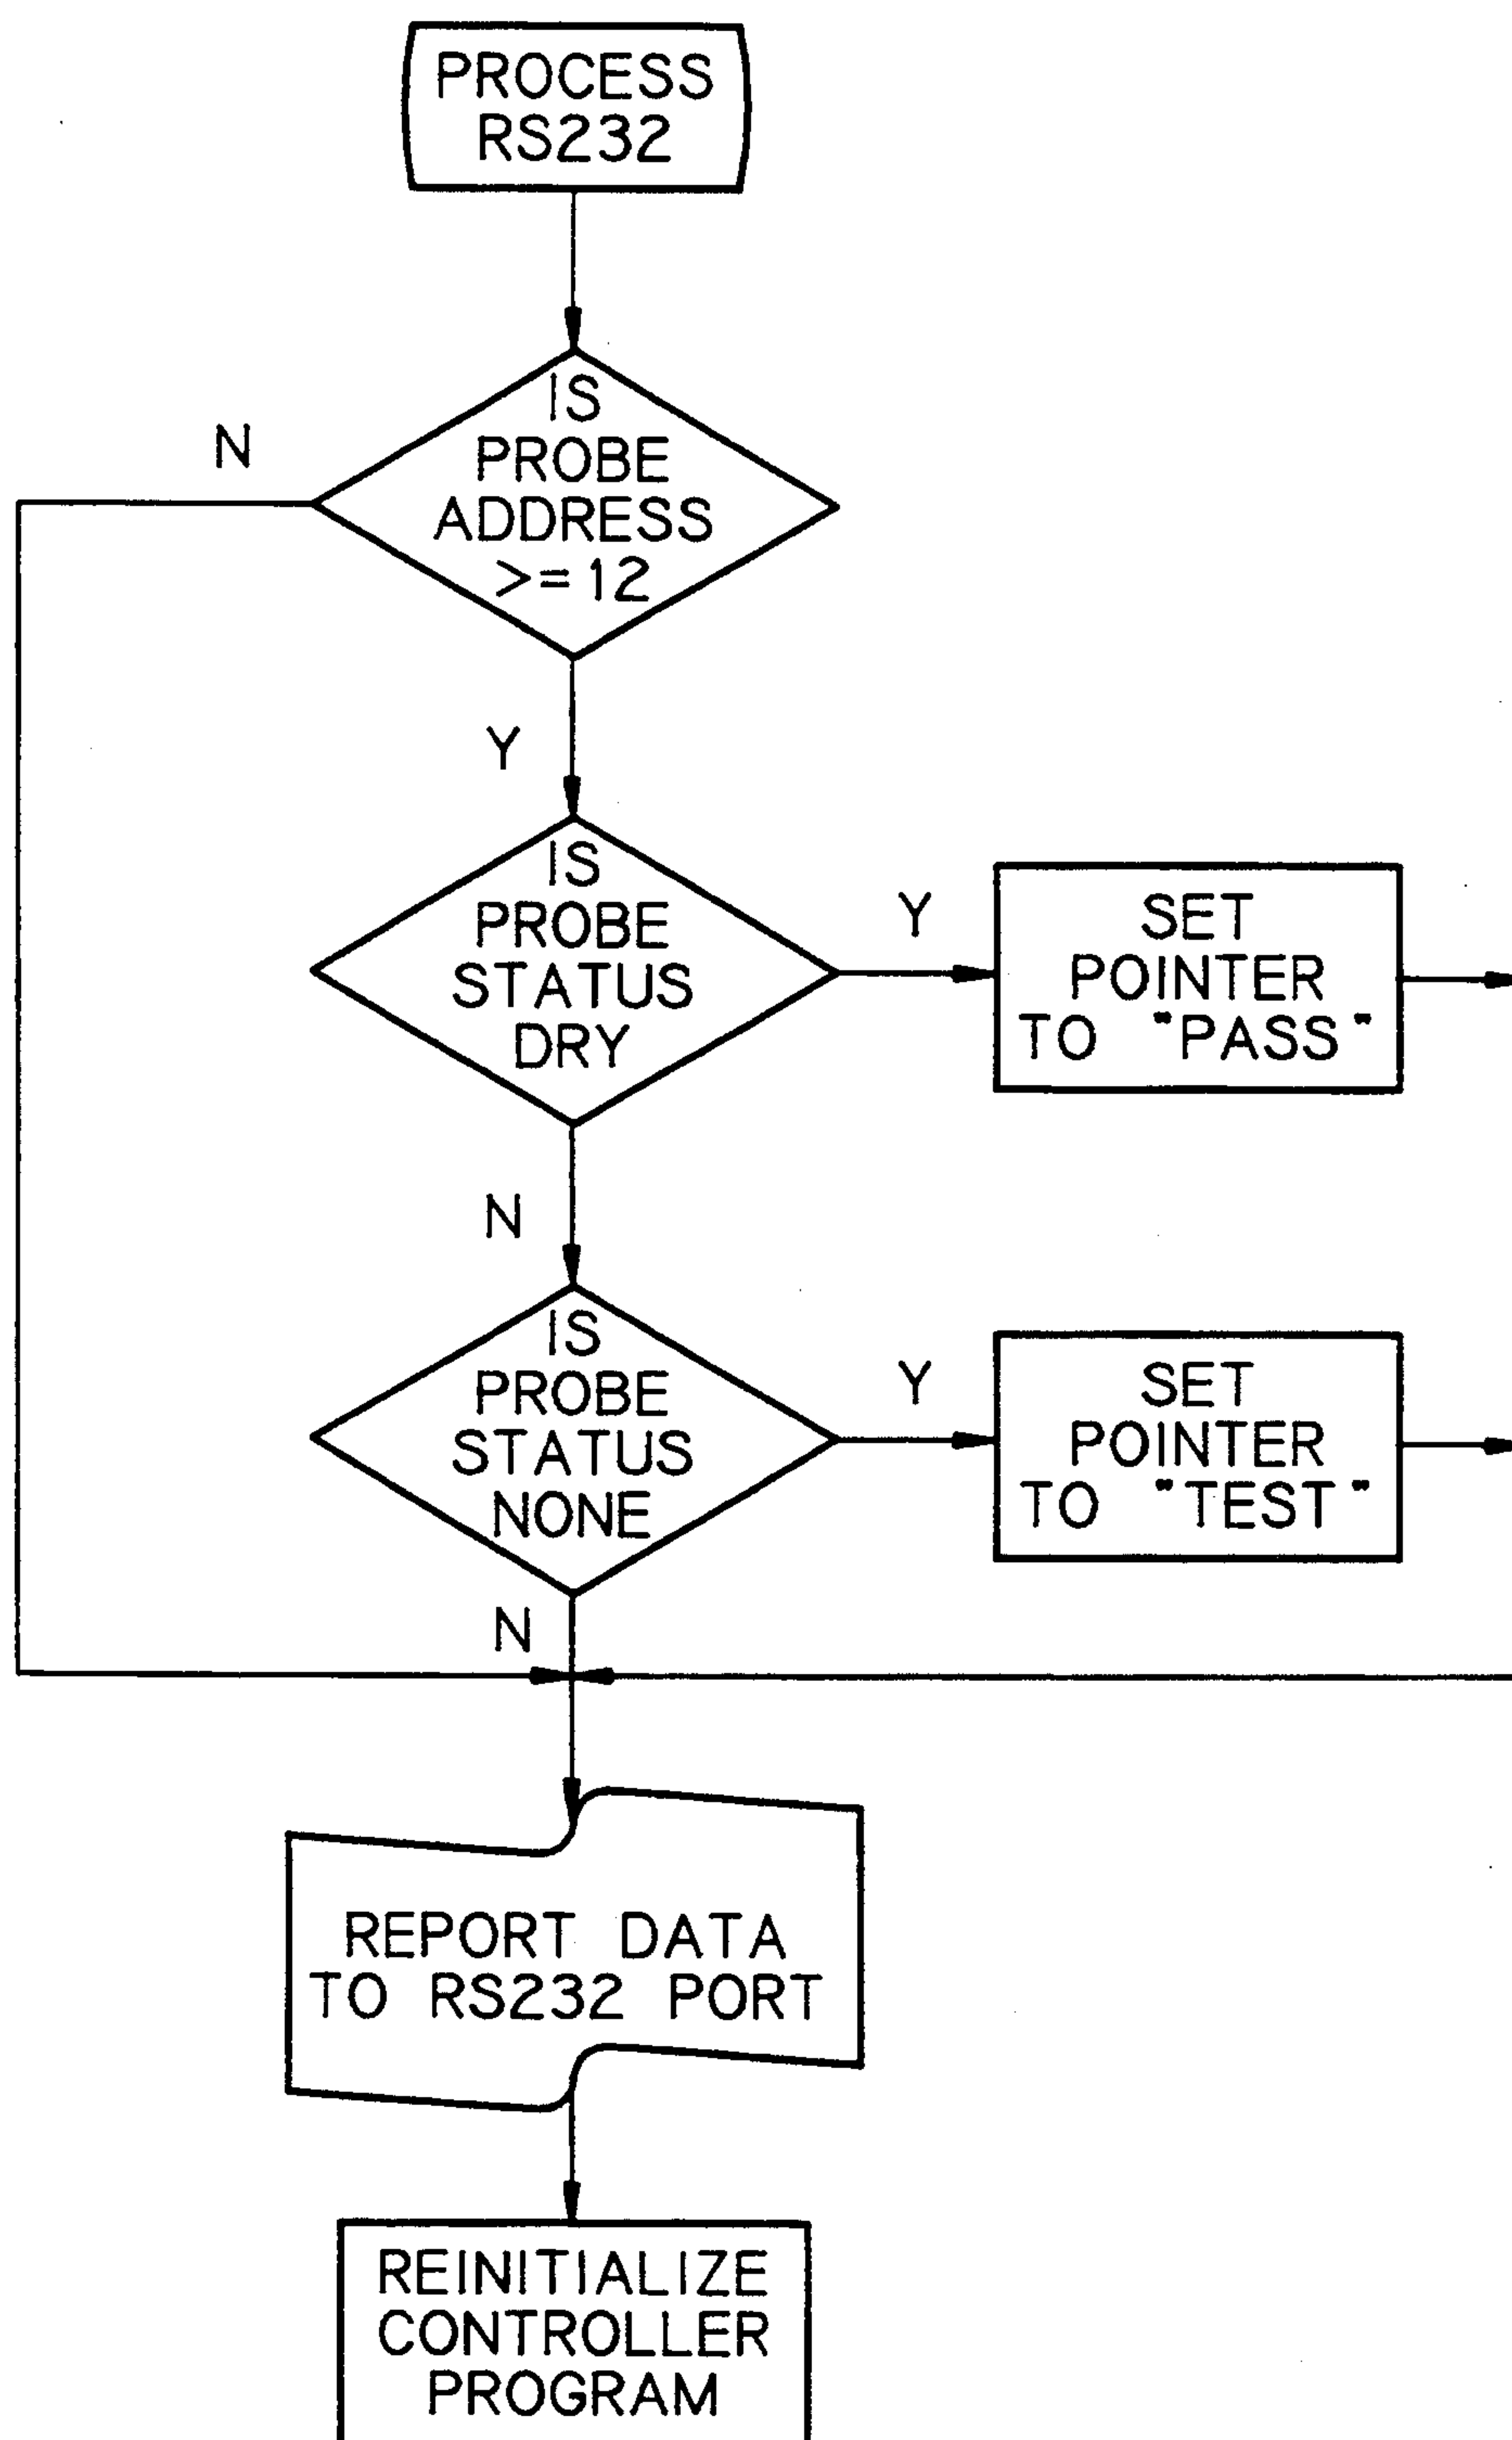 PROCESS
RS232
IS
PROBE
ADDRESS
>=12
N
Y
IS
PROBE
STATUS
DRY
Y
SET
POINTER
TO "PASS"
N
IS
PROBE
STATUS
NONE
Y
SET
POINTER
TO "TEST"
N
REPORT DATA
TO RS232 PORT
REINITIALIZE
CONTROLLER
PROGRAM